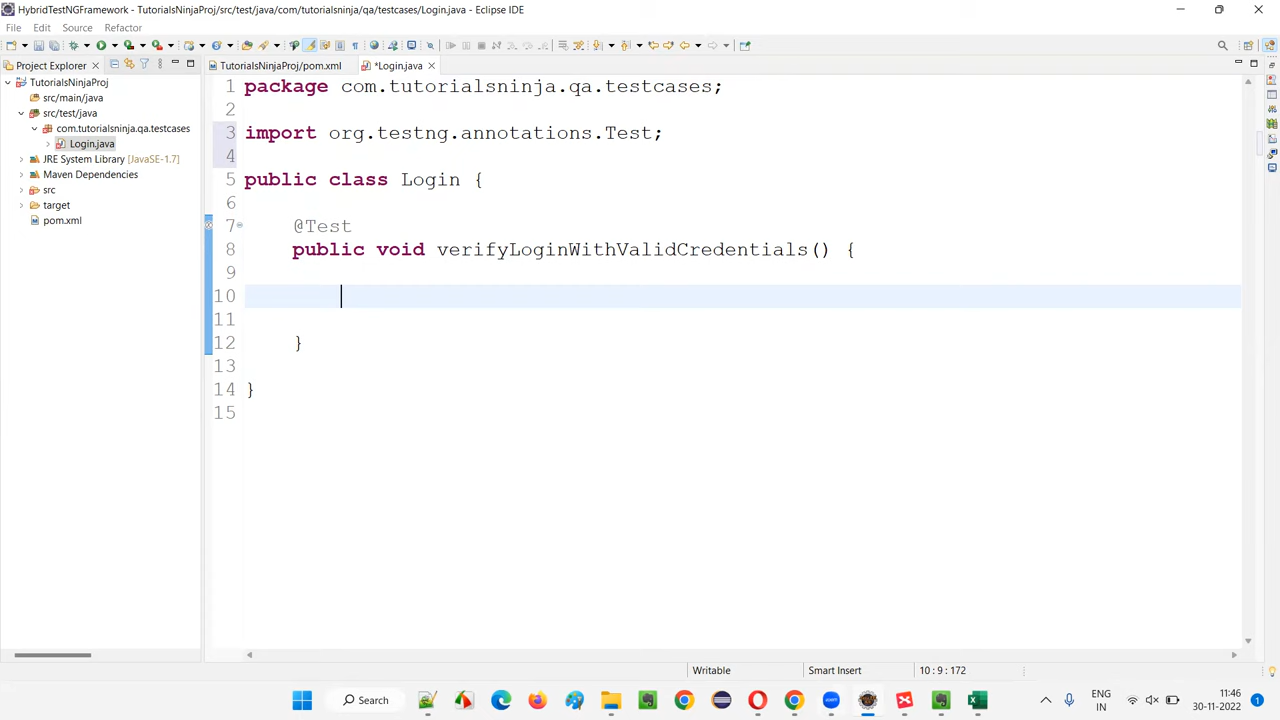 HybridTestNGFramework - TutorialsNinjaProj/src/test/java/com/tutorialsninja/qa/testcases/Login.java - Eclipse IDE
File Edit Source Refactor
Project Explorer
TutorialsNinjaProj/pom.xml
*Login.java
TutorialsNinjaProj
src/main/java
src/test/java
com.tutorialsninja.qa.testcases
Login.java
JRE System Library [JavaSE-1.7]
Maven Dependencies
src
target
pom.xml
1 package com.tutorialsninja.qa.testcases;
2
3 import org.testng.annotations.Test;
4
5 public class Login {
6
7 @Test
8 public void verifyLoginWithValidCredentials() {
9
10
11
12 }
13
14 }
15
Writable Smart Insert 10 : 9 : 172
Search
ENG
IN
11:46
30-11-2022
1